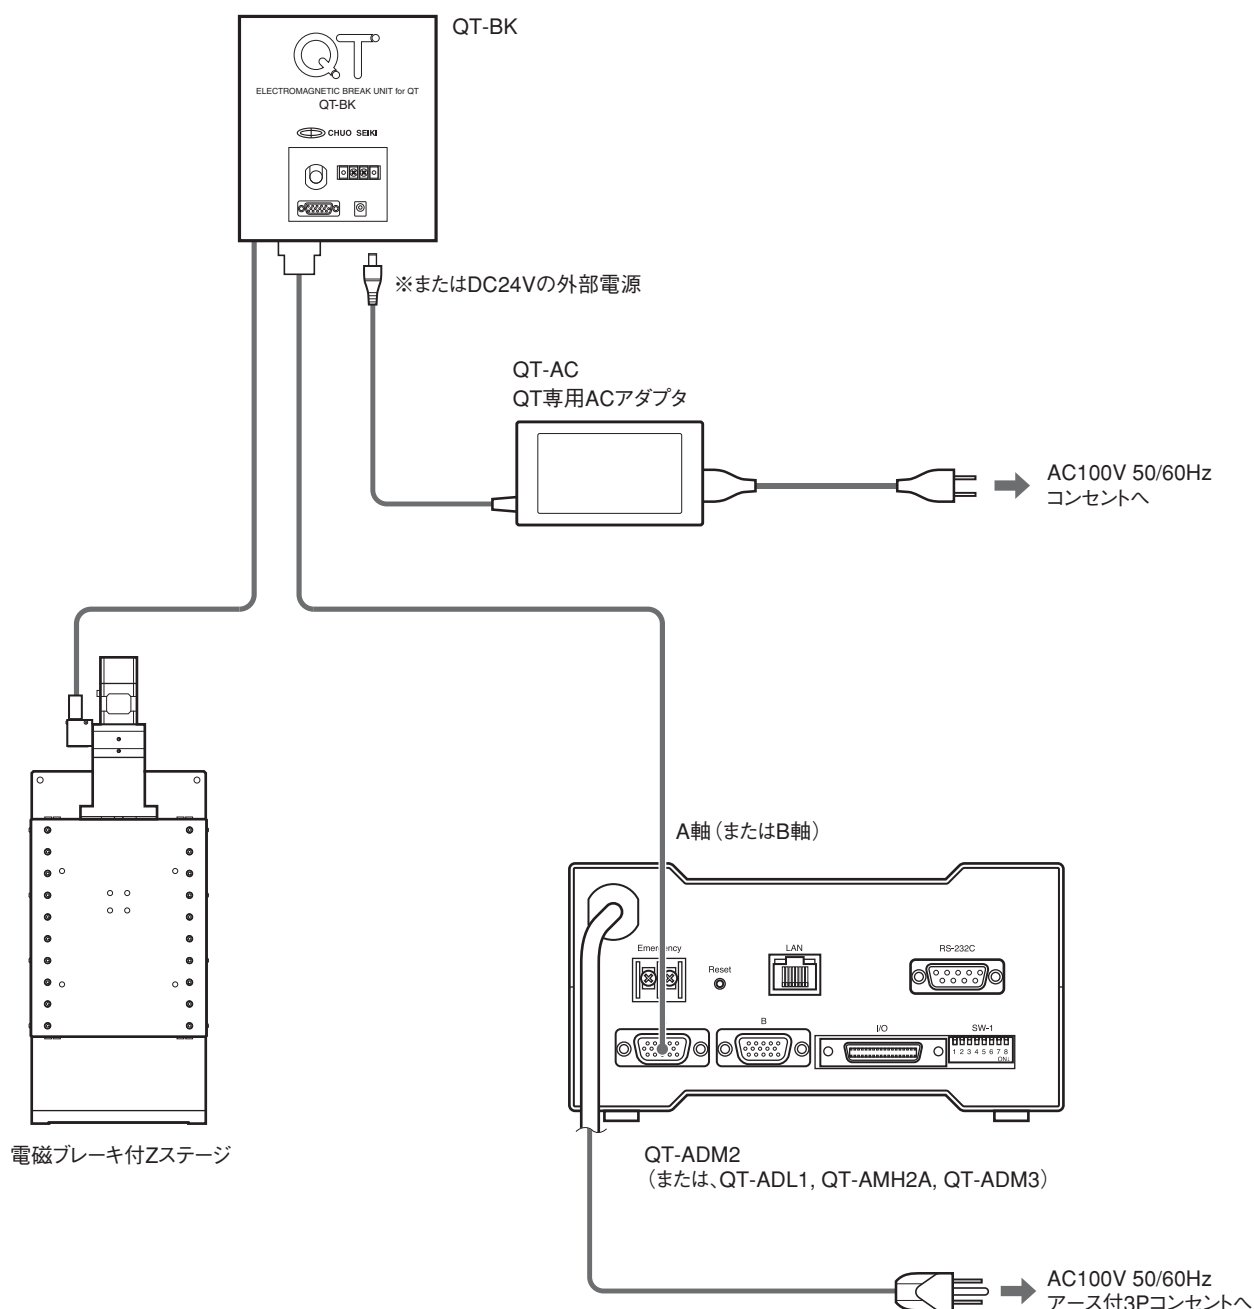 QT-BK
QT
ELECTROMAGNETIC BREAK UNIT for QT
QT-BK
CHUO SEIKI
※またはDC24Vの外部電源
QT-AC
QT専用ACアダプタ
AC100V 50/60Hz
コンセントへ
A軸（またはB軸）
Emergency
Reset
LAN
RS-232C
B
I/O
SW-1
1 2 3 4 5 6 7 8
ON↓
電磁ブレーキ付Zステージ
QT-ADM2
（または、QT-ADL1, QT-AMH2A, QT-ADM3）
AC100V 50/60Hz
アース付3Pコンセントへ